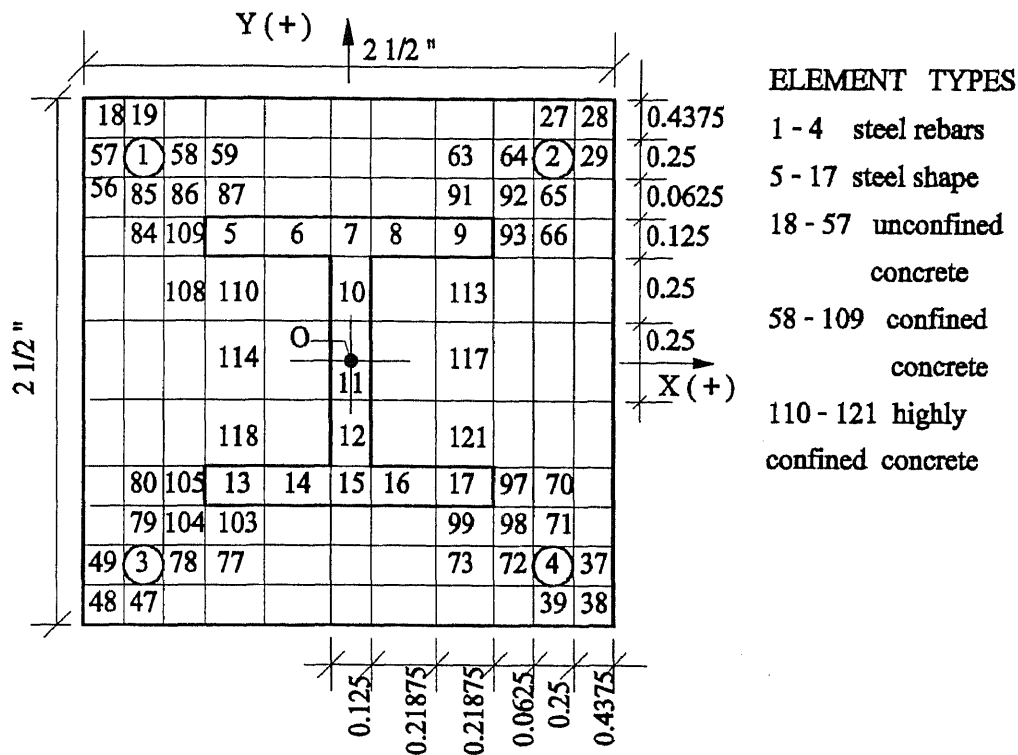 Y (+)
2 1/2 "
18 19 27 28 0.4375
57 1 58 59 63 64 2 29 0.25
56 85 86 87 91 92 65 0.0625
84 109 5 6 7 8 9 93 66 0.125
108 110 10 113 0.25
O 114 11 117 0.25
X (+)
2 1/2 "
118 12 121
80 105 13 14 15 16 17 97 70
79 104 103 99 98 71
49 3 78 77 73 72 4 37
48 47 39 38
0.125 0.21875 0.21875 0.0625 0.25 0.4375
ELEMENT TYPES
1 - 4 steel rebars
5 - 17 steel shape
18 - 57 unconfined
concrete
58 - 109 confined
concrete
110 - 121 highly
confined concrete